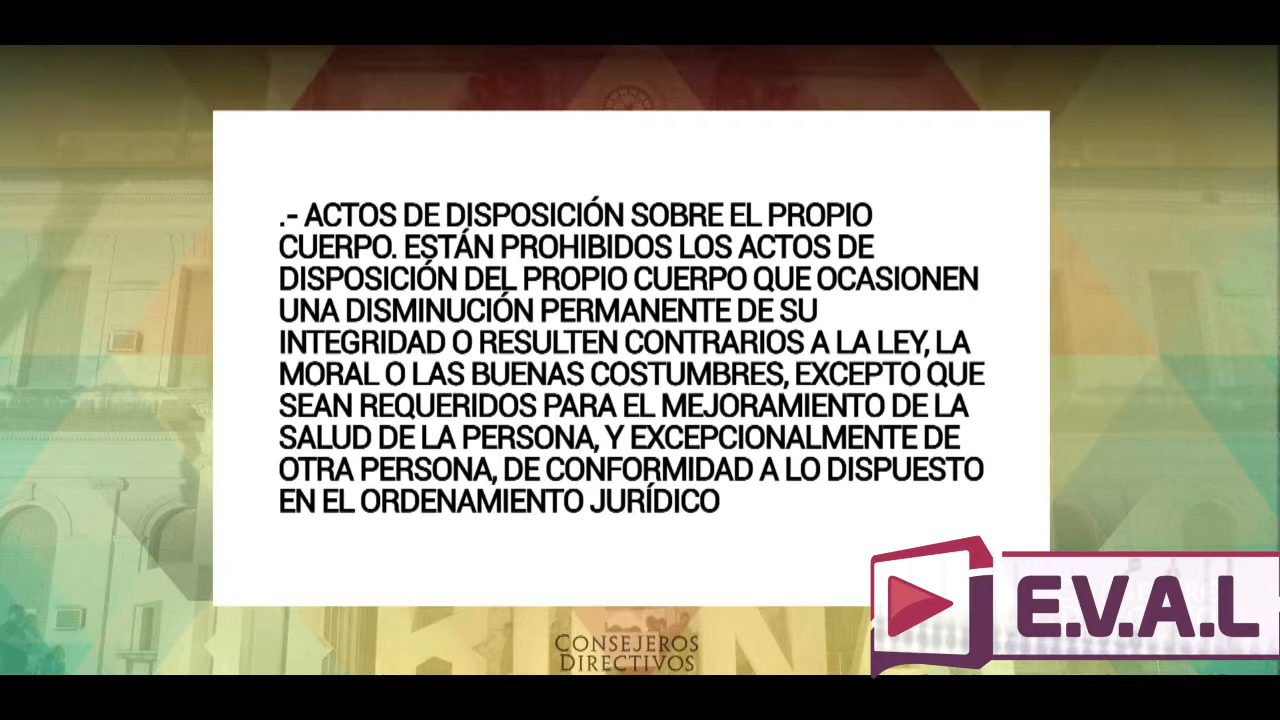 .- ACTOS DE DISPOSICIÓN SOBRE EL PROPIO
CUERPO. ESTÁN PROHIBIDOS LOS ACTOS DE
DISPOSICIÓN DEL PROPIO CUERPO QUE OCASIONEN
UNA DISMINUCIÓN PERMANENTE DE SU
INTEGRIDAD O RESULTEN CONTRARIOS A LA LEY, LA
MORAL O LAS BUENAS COSTUMBRES, EXCEPTO QUE
SEAN REQUERIDOS PARA EL MEJORAMIENTO DE LA
SALUD DE LA PERSONA, Y EXCEPCIONALMENTE DE
OTRA PERSONA, DE CONFORMIDAD A LO DISPUESTO
EN EL ORDENAMIENTO JURÍDICO
E.V.A.L
CONSEJEROS
DIRECTIVOS